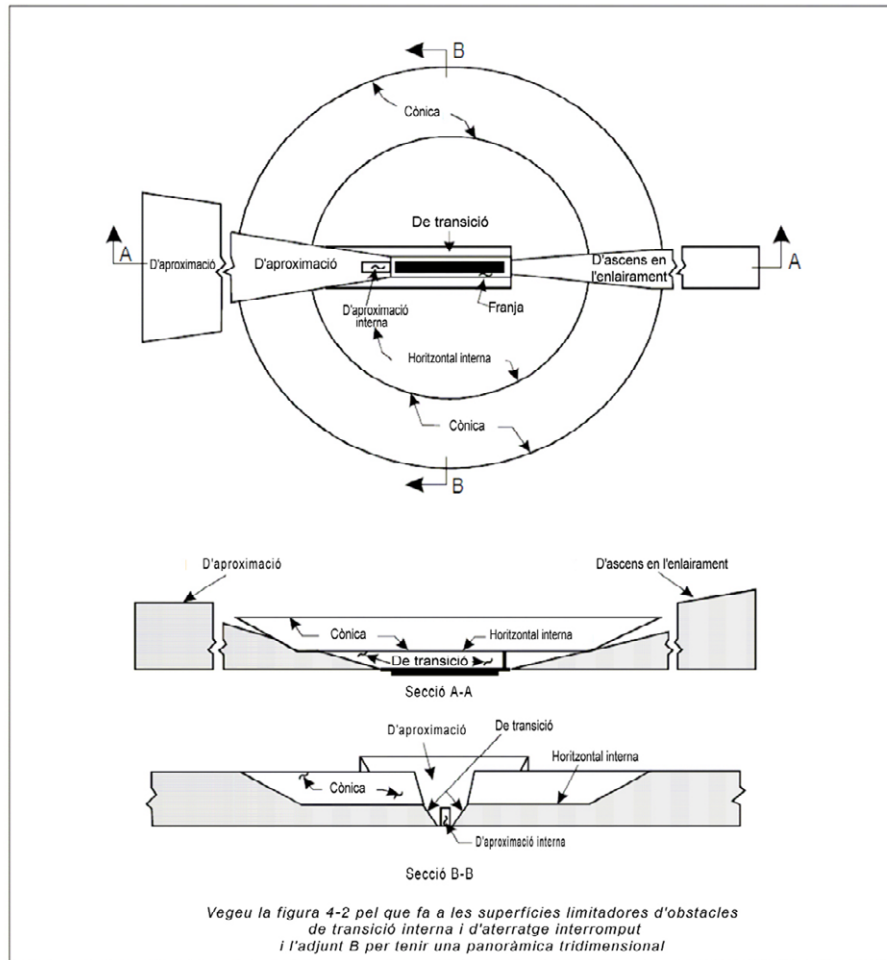 B
Cònica
De transició
A
D'aproximació
D'aproximació
D'ascens en
l'enlairament
A
D'aproximació
interna
Franja
Horitzontal interna
Cònica
B
D'aproximació
D'ascens en l'enlairament
Cònica
Horitzontal interna
De transició
Secció A-A
D'aproximació
De transició
Horitzontal interna
Cònica
D'aproximació interna
Secció B-B
Vegeu la figura 4-2 pel que fa a les superfícies limitadores d'obstacles
de transició interna i d'aterratge interromput
i l'adjunt B per tenir una panoràmica tridimensional